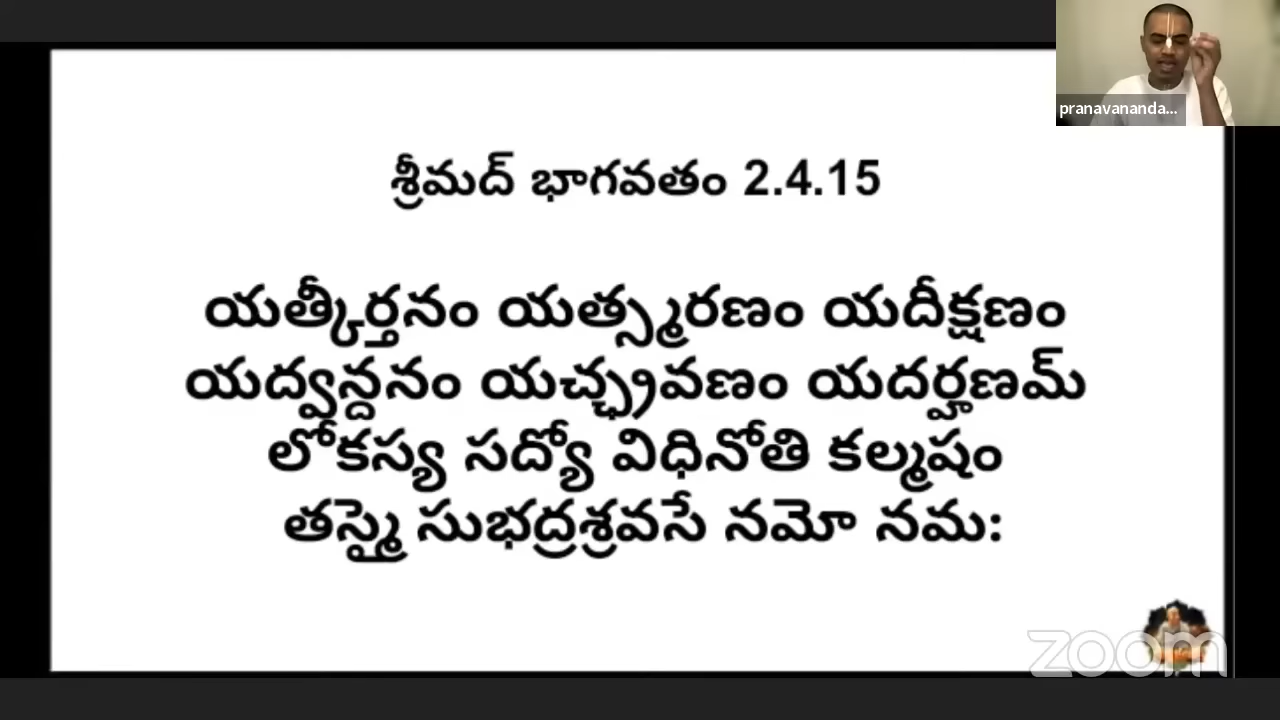 pranavananda...
శ్రీమద్ భాగవతం 2.4.15
యత్కీర్తనం యత్స్మరణం యదీక్షణం
యద్వన్దనం యచ్ఛ్రవణం యదర్హణమ్
లోకస్య సద్యో విధినోతి కల్మషం
తస్మై సుభద్రశ్రవసే నమో నమ:
zoom